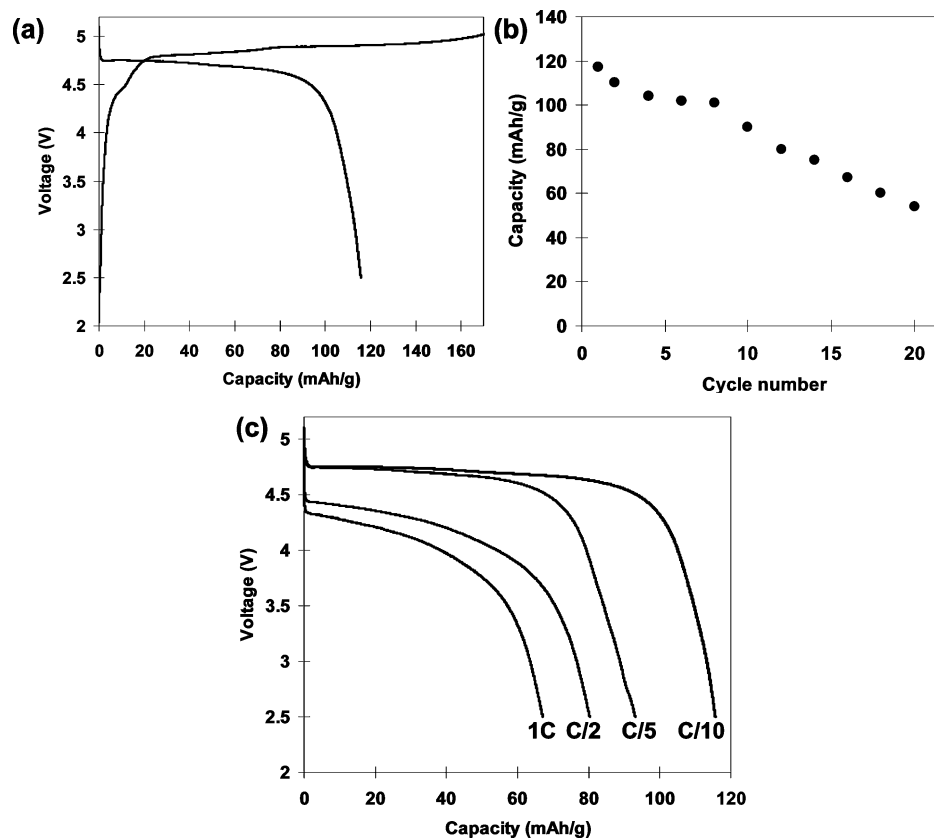 (a)
5
4.5
4
3.5
3
2.5
2
Voltage (V)
0 20 40 60 80 100 120 140 160
Capacity (mAh/g)
(b)
140
120
100
80
60
40
20
0
Capacity (mAh/g)
0 5 10 15 20
Cycle number
(c)
5
4.5
4
3.5
3
2.5
2
Voltage (V)
1C C/2 C/5 C/10
0 20 40 60 80 100 120
Capacity (mAh/g)